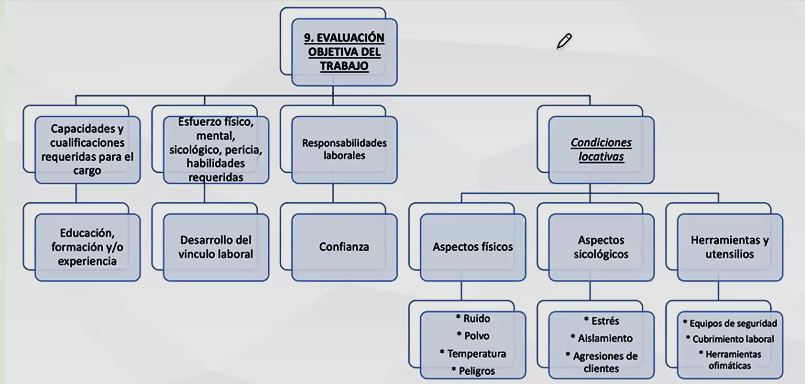 9. EVALUACIÓN
OBJETIVA DEL
TRABAJO
Capacidades y
cualificaciones
requeridas para el
cargo
Esfuerzo físico,
mental,
sicológico, pericia,
habilidades
requeridas
Responsabilidades
laborales
Condiciones
locativas
Educación,
formación y/o
experiencia
Desarrollo del
vinculo laboral
Confianza
Aspectos físicos
Aspectos
sicológicos
Herramientas y
utensilios
* Ruido
* Polvo
* Temperatura
* Peligros
* Estrés
* Aislamiento
* Agresiones de
clientes
* Equipos de seguridad
* Cubrimiento laboral
* Herramientas
ofimáticas